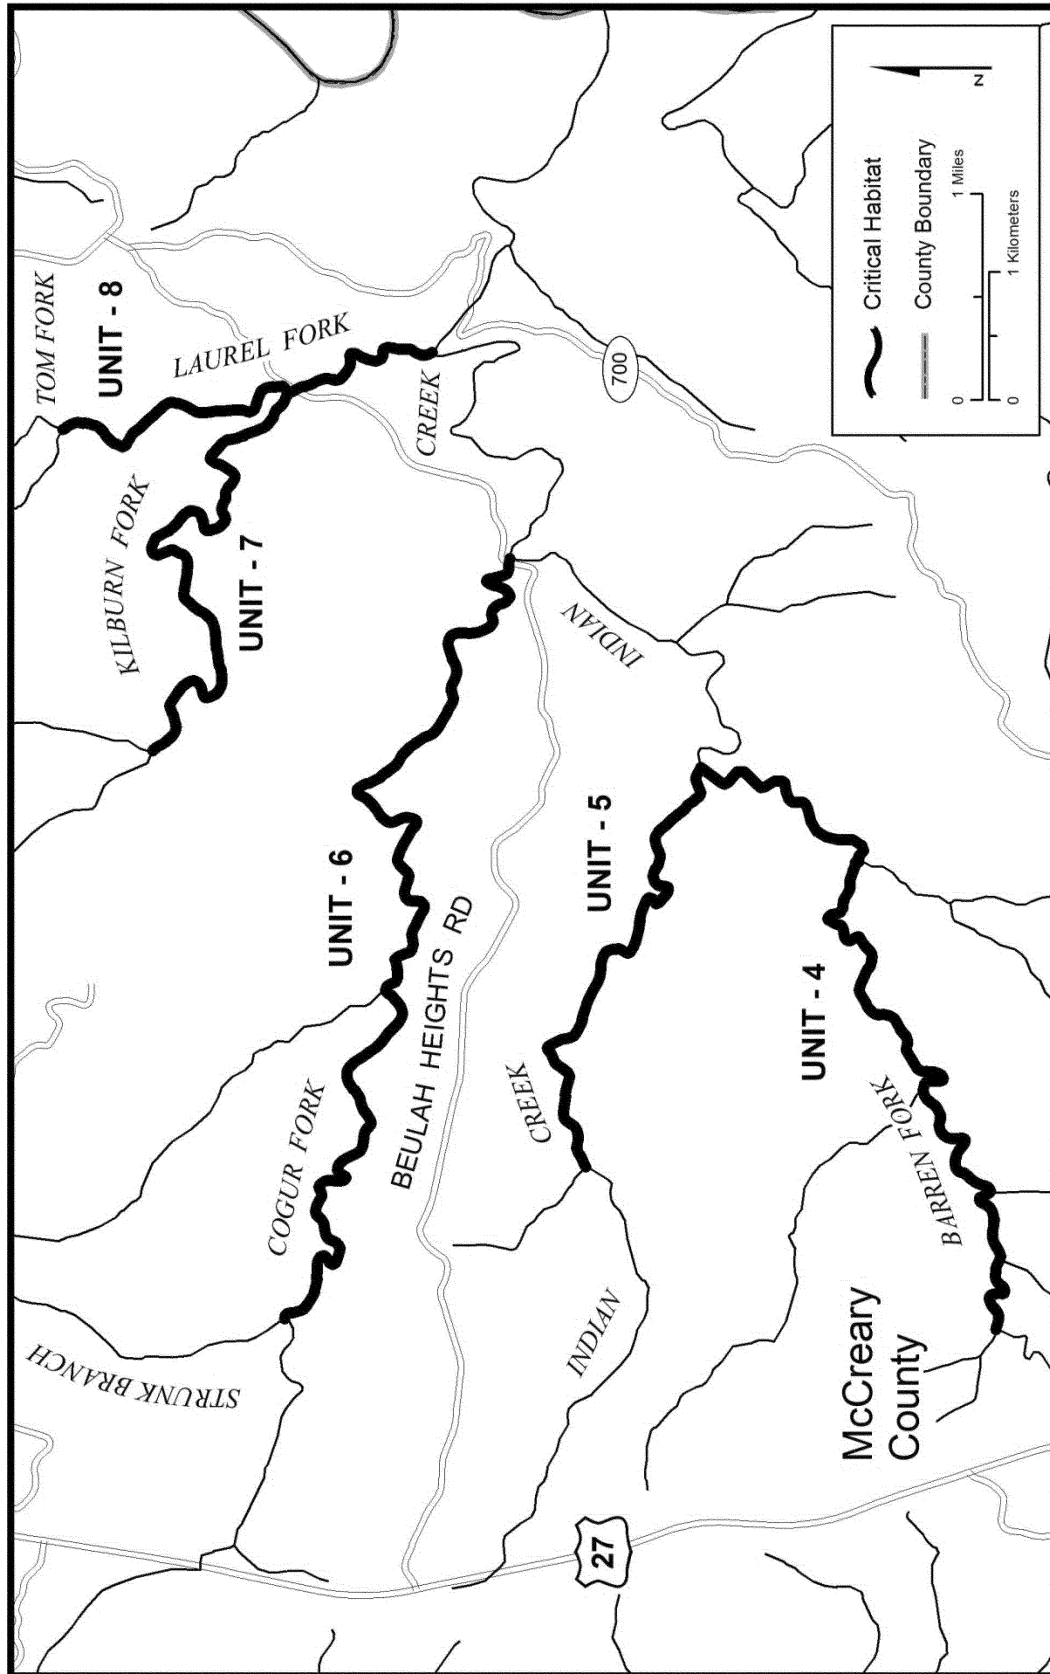 TOM FORK
UNIT - 8
LAUREL FORK
CREEK
KILBURN FORK
UNIT - 7
INDIAN
700
UNIT - 6
COGUR FORK
BEULAH HEIGHTS RD
STRUNK BRANCH
UNIT - 5
CREEK
INDIAN
UNIT - 4
BARREN FORK
McCreary
County
27
Critical Habitat
County Boundary
N
0
1 Miles
0
1 Kilometers